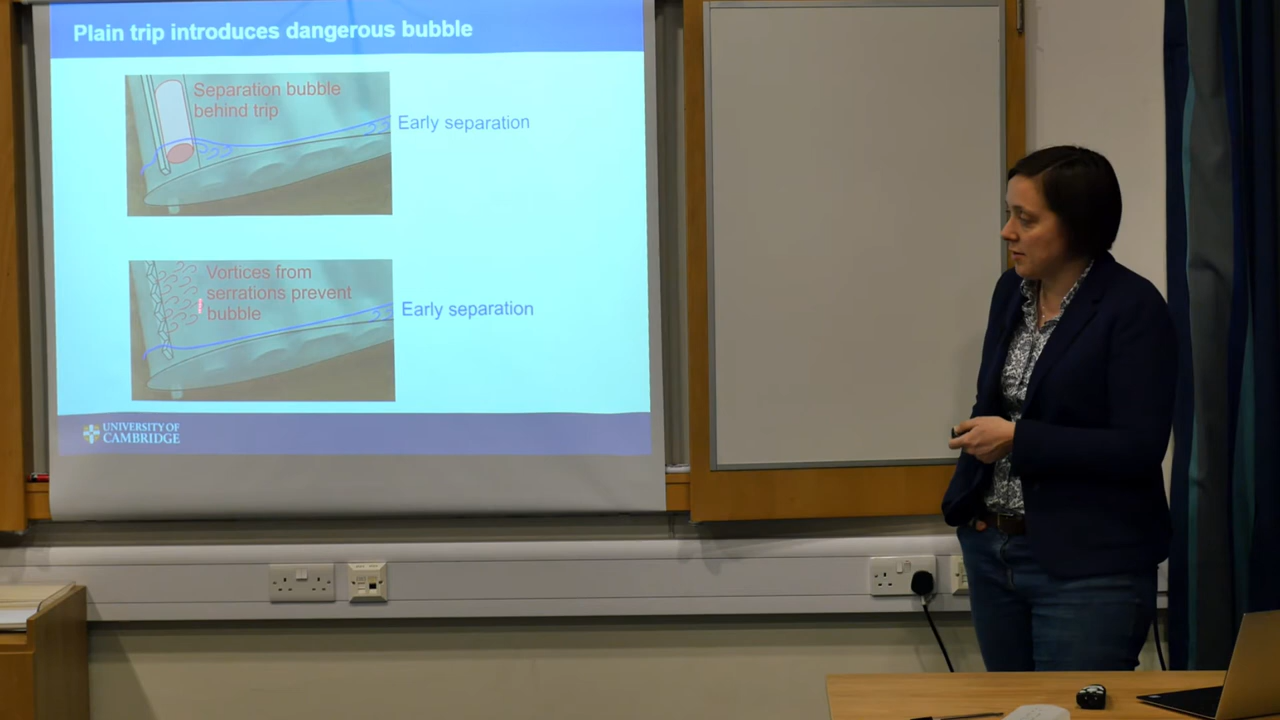 Plain trip introduces dangerous bubble
Separation bubble
behind trip
Early separation
Vortices from
serrations prevent
bubble
Early separation
UNIVERSITY OF
CAMBRIDGE